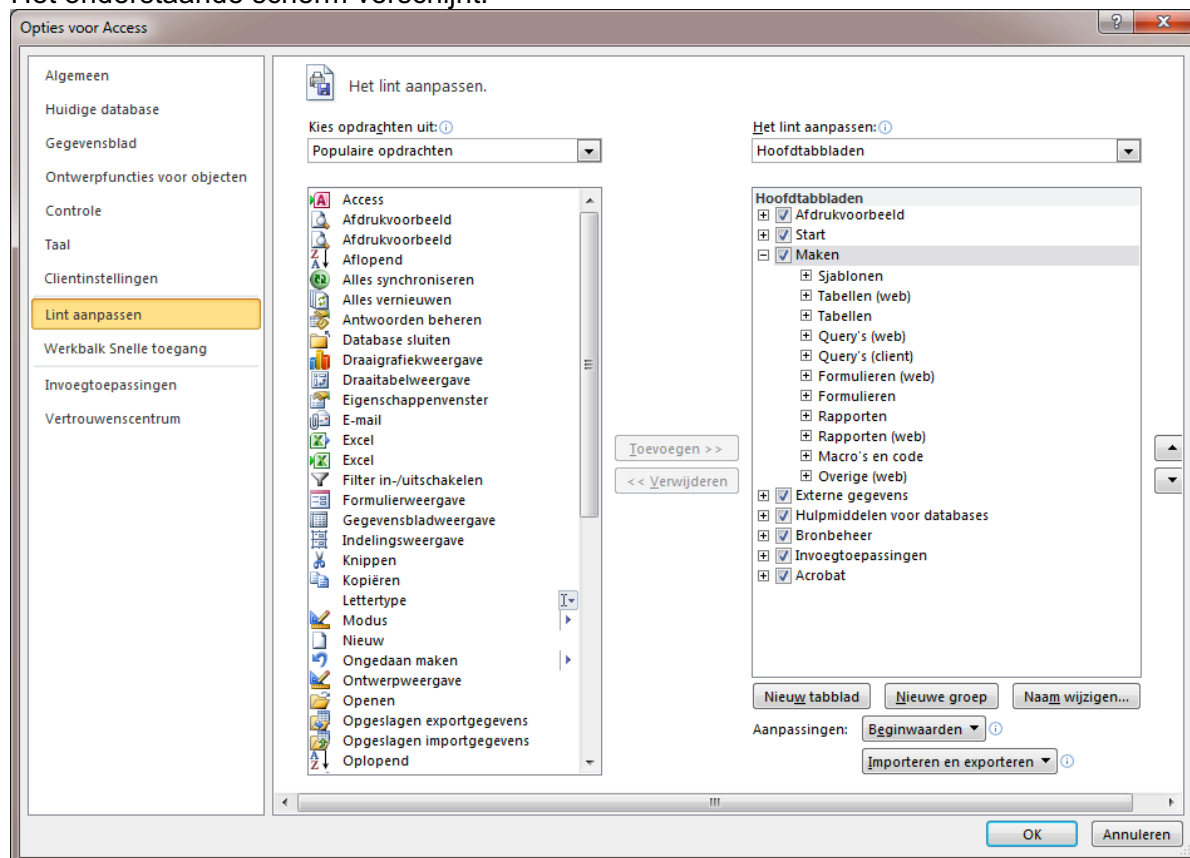 Het onderstaande scherm verschijnt:
Opties voor Access
Algemeen
Huidige database
Gegevensblad
Ontwerpfuncties voor objecten
Controle
Taal
Clientinstellingen
Lint aanpassen
Werkbalk Snelle toegang
Invoegtoepassingen
Vertrouwenscentrum
Het lint aanpassen.
Kies opdrachten uit:
Populaire opdrachten
Access
Afdrukvoorbeeld
Afdrukvoorbeeld
Aflopend
Alles synchroniseren
Alles vernieuwen
Antwoorden beheren
Database sluiten
Draaigrafiekweergave
Draaitabelweergave
Eigenschappenvenster
E-mail
Excel
Excel
Filter in-/uitschakelen
Formulierweergave
Gegevensbladweergave
Indelingsweergave
Knippen
Kopiëren
Lettertype
Modus
Nieuw
Ongedaan maken
Ontwerpweergave
Openen
Opgeslagen exportgegevens
Opgeslagen importgegevens
Oplopend
Toevoegen >>
<< Verwijderen
Het lint aanpassen:
Hoofdtabbladen
Hoofdtabbladen
Afdrukvoorbeeld
Start
Maken
Sjablonen
Tabellen (web)
Tabellen
Query's (web)
Query's (client)
Formulieren (web)
Formulieren
Rapporten
Rapporten (web)
Macro's en code
Overige (web)
Externe gegevens
Hulpmiddelen voor databases
Bronbeheer
Invoegtoepassingen
Acrobat
Nieuw tabblad
Nieuwe groep
Naam wijzigen...
Aanpassingen:
Beginwaarden
Importeren en exporteren
OK
Annuleren